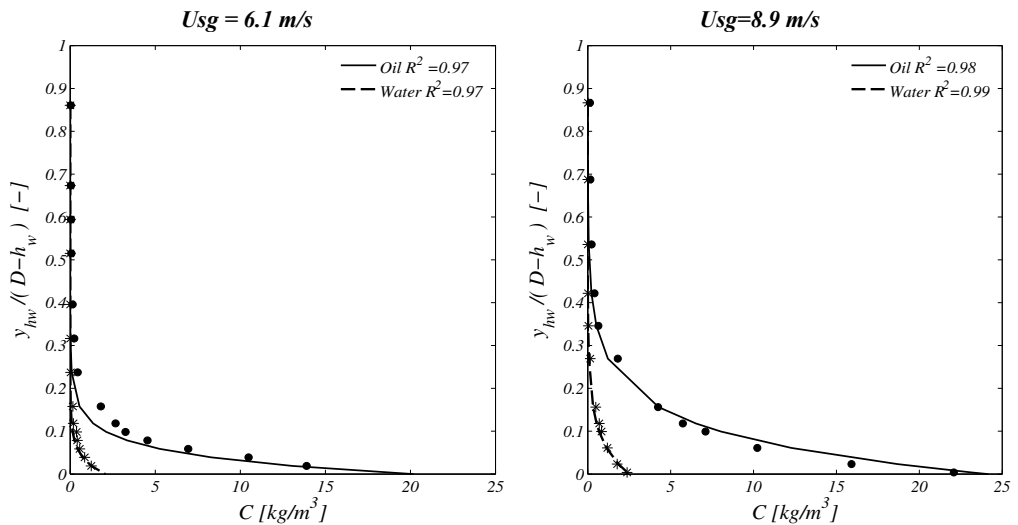 Usg = 6.1 m/s
1
0.9
0.8
0.7
0.6
0.5
0.4
0.3
0.2
0.1
0
0 5 10 15 20 25
y_hw /( D−h_w ) [−]
C [kg/m³]
Oil R² =0.97
Water R²=0.97
Usg=8.9 m/s
1
0.9
0.8
0.7
0.6
0.5
0.4
0.3
0.2
0.1
0
0 5 10 15 20 25
y_hw /( D−h_w ) [−]
C [kg/m³]
Oil R² =0.98
Water R²=0.99